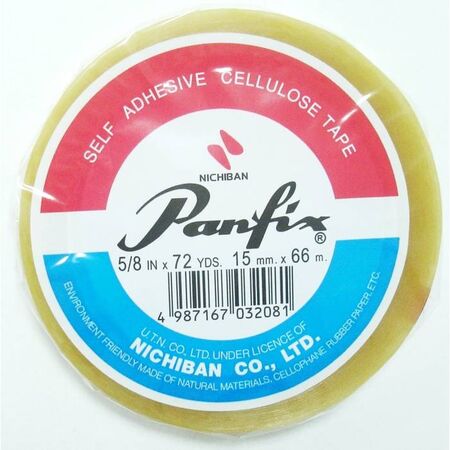 SELF ADHESIVE CELLULOSE TAPE
NICHIBAN
Panfix®
5/8 IN x 72 YDS. 15 mm. x 66 m.
4 987167 032081
U.T.N. CO., LTD. UNDER LICENCE OF
NICHIBAN CO., LTD.
ENVIRONMENT FRIENDLY MADE OF NATURAL MATERIALS, CELLOPHANE RUBBER PAPER, ETC.